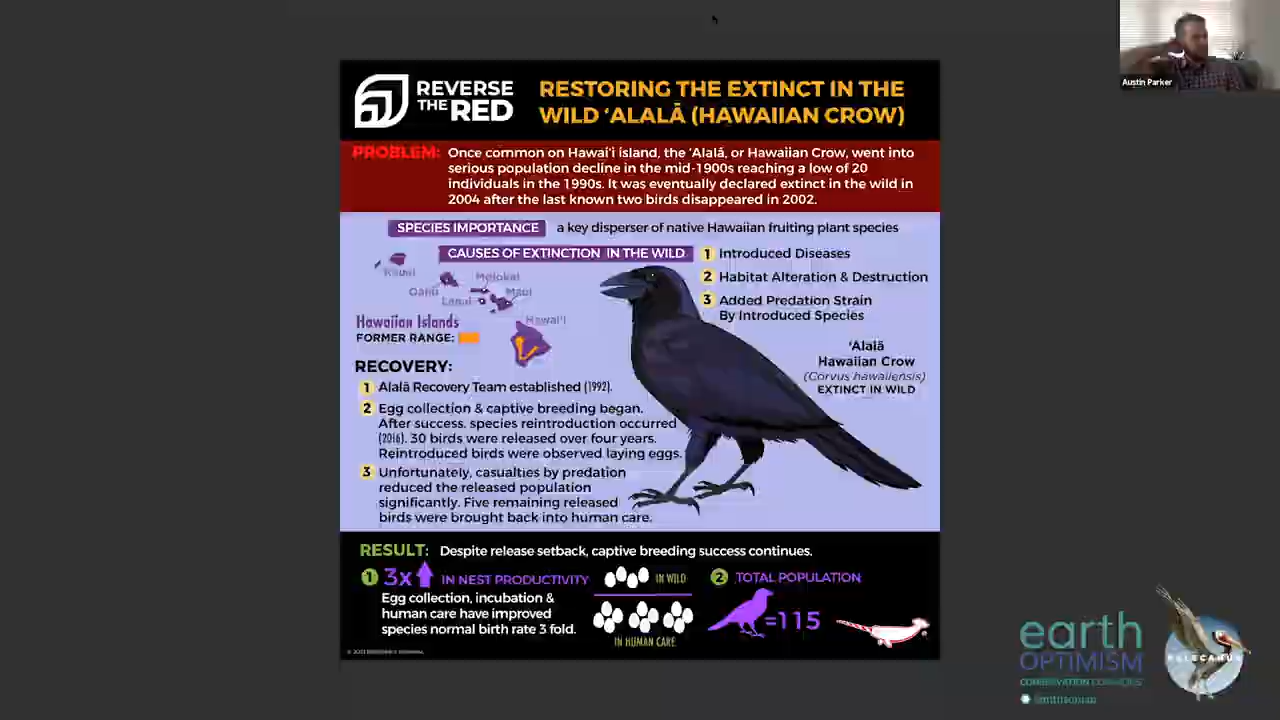 Austin Parker
REVERSE
THE RED
RESTORING THE EXTINCT IN THE
WILD ‘ALALĀ (HAWAIIAN CROW)
PROBLEM:
Once common on Hawai'i island, the 'Alalá, or Hawaiian Crow, went into
serious population decline in the mid-1900s reaching a low of 20
individuals in the 1990s. It was eventually declared extinct in the wild in
2004 after the last known two birds disappeared in 2002.
SPECIES IMPORTANCE
a key disperser of native Hawaiian fruiting plant species
CAUSES OF EXTINCTION IN THE WILD
1 Introduced Diseases
2 Habitat Alteration & Destruction
3 Added Predation Strain
By Introduced Species
Kauai
Molokai
Oahu
Maui
Lanai
Hawai'i
Hawaiian Islands
FORMER RANGE:
'Alalā
Hawaiian Crow
(Corvus hawaiiensis)
EXTINCT IN WILD
RECOVERY:
1 Alalā Recovery Team established (1992).
2 Egg collection & captive breeding began.
After success, species reintroduction occurred
(2016). 30 birds were released over four years.
Reintroduced birds were observed laying eggs.
3 Unfortunately, casualties by predation
reduced the released population
significantly. Five remaining released
birds were brought back into human care.
RESULT: Despite release setback, captive breeding success continues.
1 3x IN NEST PRODUCTIVITY
Egg collection, incubation &
human care have improved
species normal birth rate 3 fold.
IN WILD
IN HUMAN CARE
2 TOTAL POPULATION
=115
earth
OPTIMISM
Smithsonian
PELECANUS